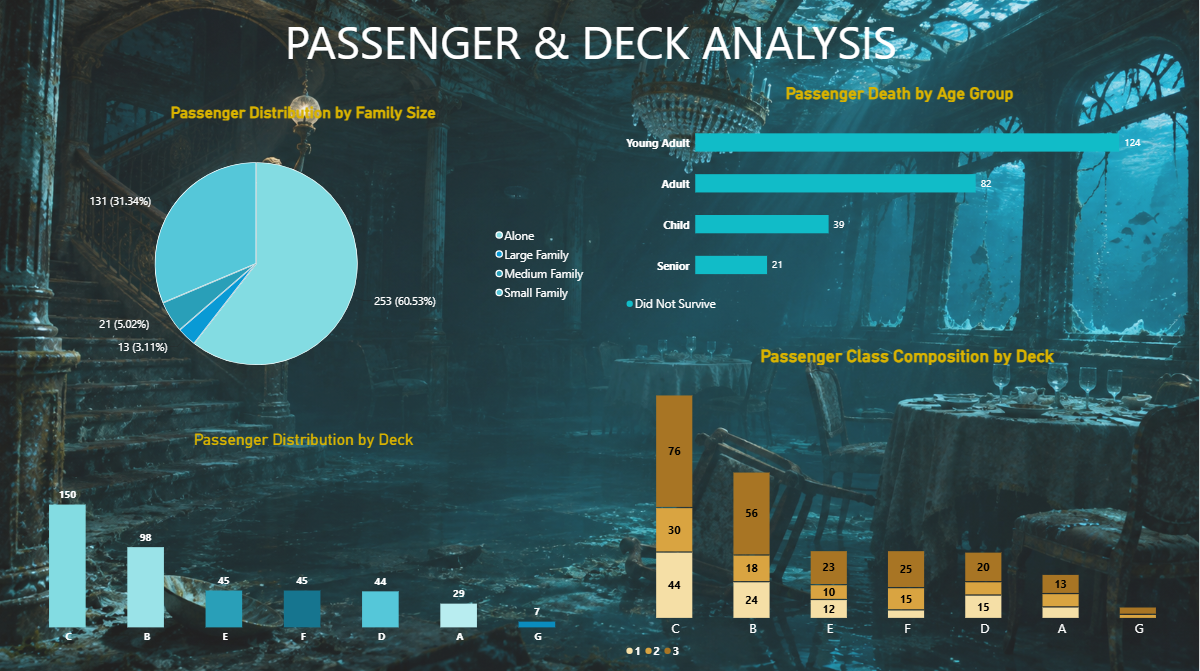 PASSENGER & DECK ANALYSIS
Passenger Distribution by Family Size
131 (31.34%)
21 (5.02%)
13 (3.11%)
253 (60.53%)
Alone
Large Family
Medium Family
Small Family
Passenger Death by Age Group
Young Adult 124
Adult 82
Child 39
Senior 21
Did Not Survive
Passenger Distribution by Deck
150 98 45 45 44 29 7
C B E F D A G
Passenger Class Composition by Deck
76 56 23 25 20 13
30 18 10 15
44 24 12 15
C B E F D A G
1 2 3